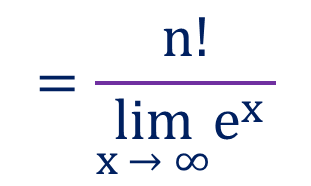 = n!
lim eˣ
x → ∞